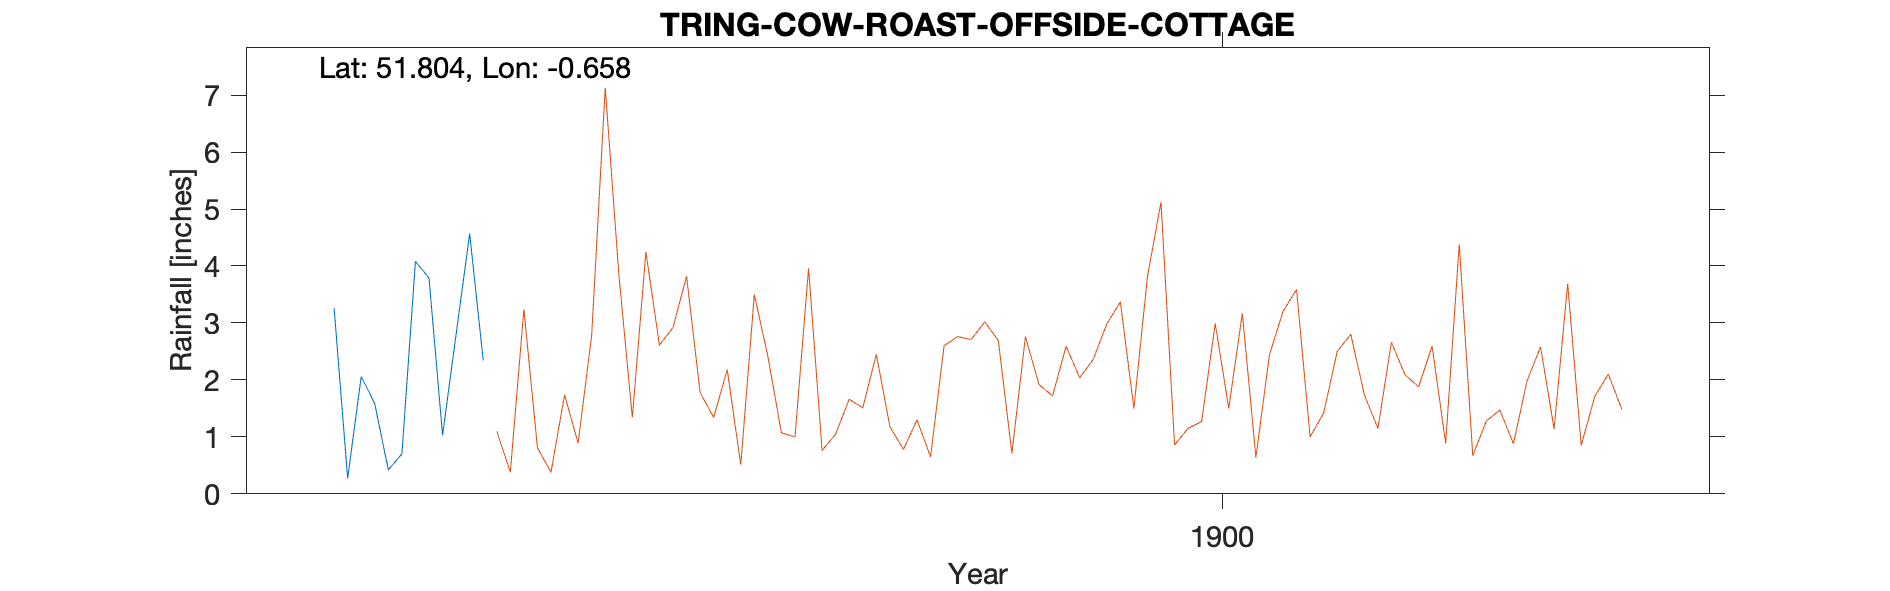 TRING-COW-ROAST-OFFSIDE-COTTAGE
Lat: 51.804, Lon: -0.658
7
6
5
4
3
2
1
0
Rainfall [inches]
1900
Year